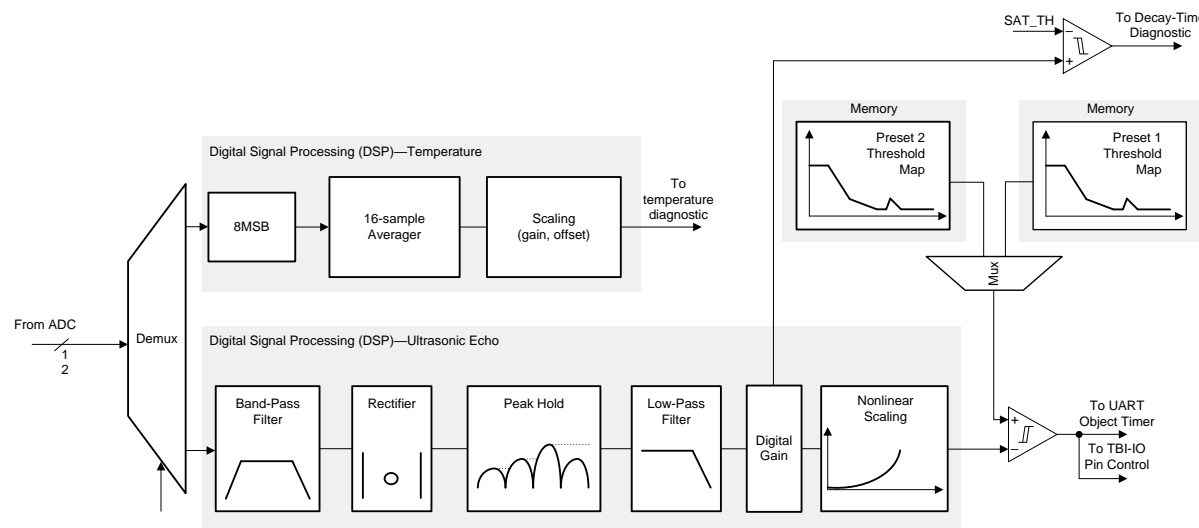 SAT_TH
−
+
To Decay-Time
Diagnostic
Memory
Preset 2
Threshold
Map
Memory
Preset 1
Threshold
Map
Mux
Digital Signal Processing (DSP)—Temperature
8MSB
16-sample
Averager
Scaling
(gain, offset)
To
temperature
diagnostic
From ADC
1
2
Demux
Digital Signal Processing (DSP)—Ultrasonic Echo
Band-Pass
Filter
Rectifier
Peak Hold
Low-Pass
Filter
Digital
Gain
Nonlinear
Scaling
+
−
To UART
Object Timer
To TBI-IO
Pin Control